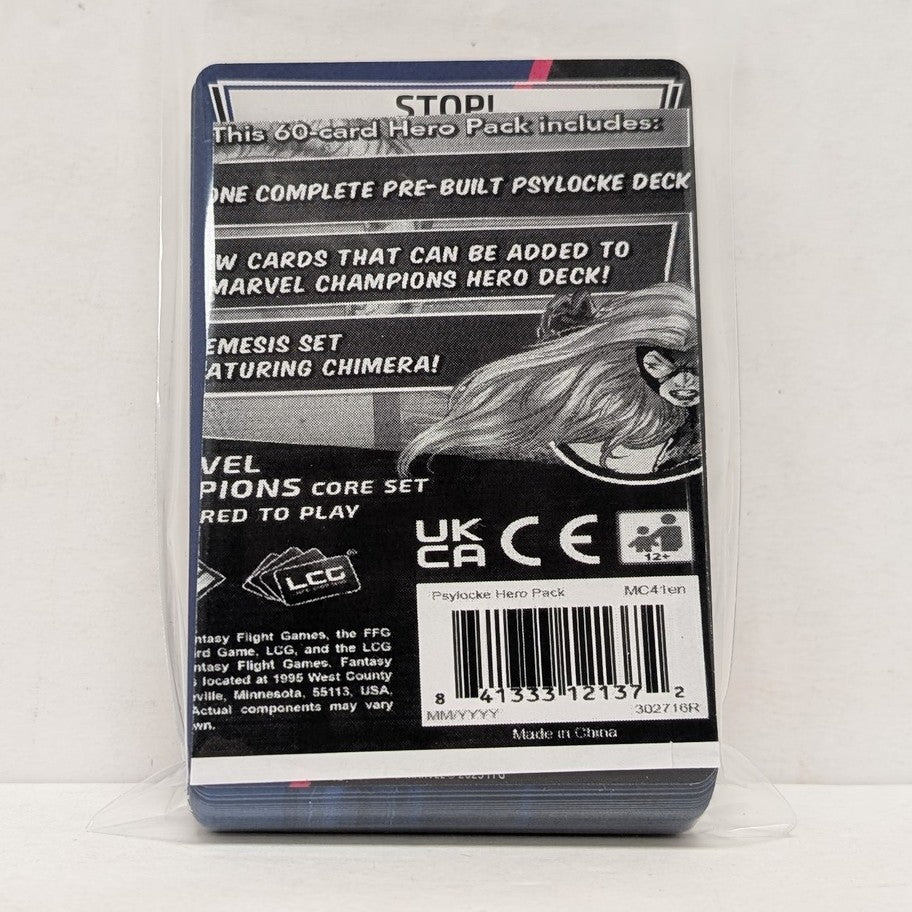 STOP!
This 60-card Hero Pack includes:
ONE COMPLETE PRE-BUILT PSYLOCKE DECK
W CARDS THAT CAN BE ADDED TO
MARVEL CHAMPIONS HERO DECK!
EMESIS SET
ATURING CHIMERA!
VEL
PIONS CORE SET
RED TO PLAY
UK
CA CE
12+
LCG
Psylocke Hero Pack MC41en
8 41333 12137 2
MM/YYYY 302716R
Made in China
ntasy Flight Games, the FFG
rd Game, LCG, and the LCG
ntasy Flight Games. Fantasy
located at 1995 West County
ville, Minnesota, 55113, USA.
Actual components may vary
wn.